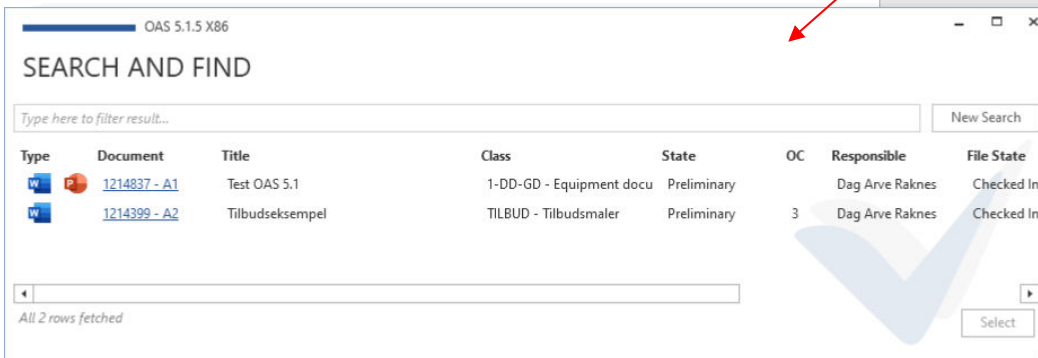 OAS 5.1.5 X86
SEARCH AND FIND
Type here to filter result...
New Search
Type Document Title Class State OC Responsible File State
1214837 - A1 Test OAS 5.1 1-DD-GD - Equipment docu Preliminary Dag Arve Raknes Checked In
1214399 - A2 Tilbudseksempel TILBUD - Tilbudsmaler Preliminary 3 Dag Arve Raknes Checked In
All 2 rows fetched
Select